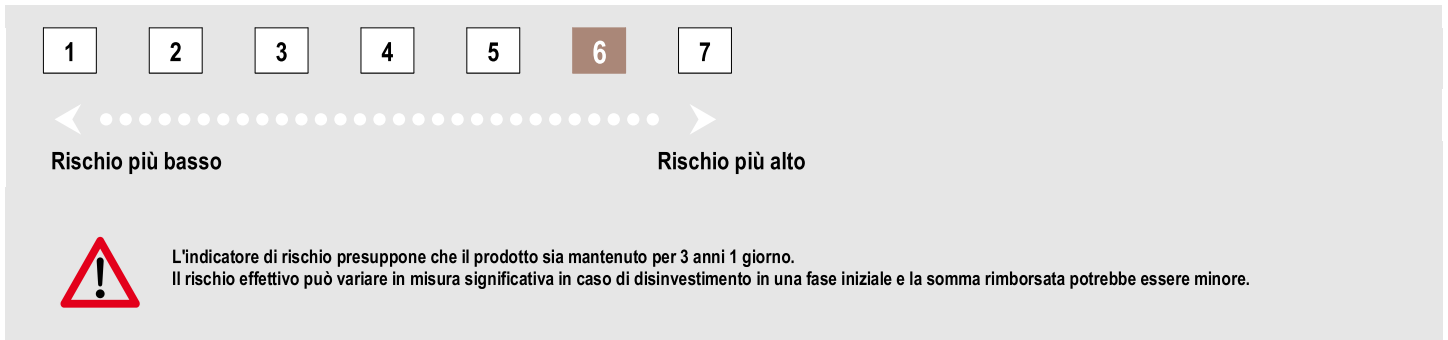 1 2 3 4 5 6 7
Rischio più basso Rischio più alto
L'indicatore di rischio presuppone che il prodotto sia mantenuto per 3 anni 1 giorno.
Il rischio effettivo può variare in misura significativa in caso di disinvestimento in una fase iniziale e la somma rimborsata potrebbe essere minore.